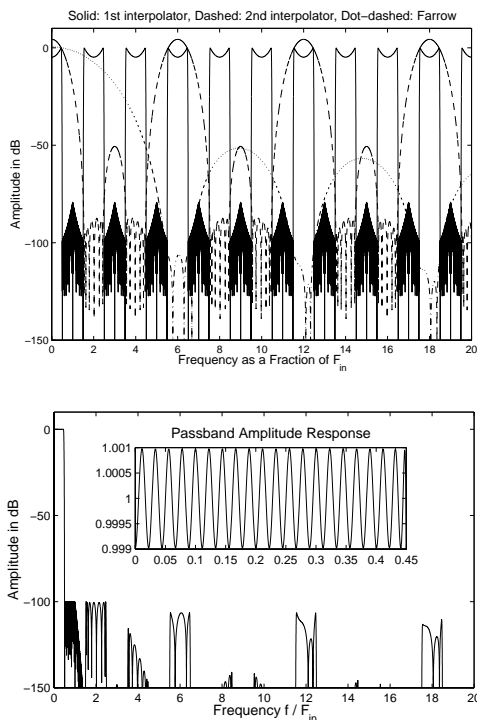 Solid: 1st interpolator, Dashed: 2nd interpolator, Dot−dashed: Farrow
Amplitude in dB
0
−50
−100
−150
0 2 4 6 8 10 12 14 16 18 20
Frequency as a Fraction of F_in
Amplitude in dB
0
−50
−100
−150
Passband Amplitude Response
1.001
1.0005
1
0.9995
0.999
0 0.05 0.1 0.15 0.2 0.25 0.3 0.35 0.4 0.45
0 2 4 6 8 10 12 14 16 18 20
Frequency f / F_in